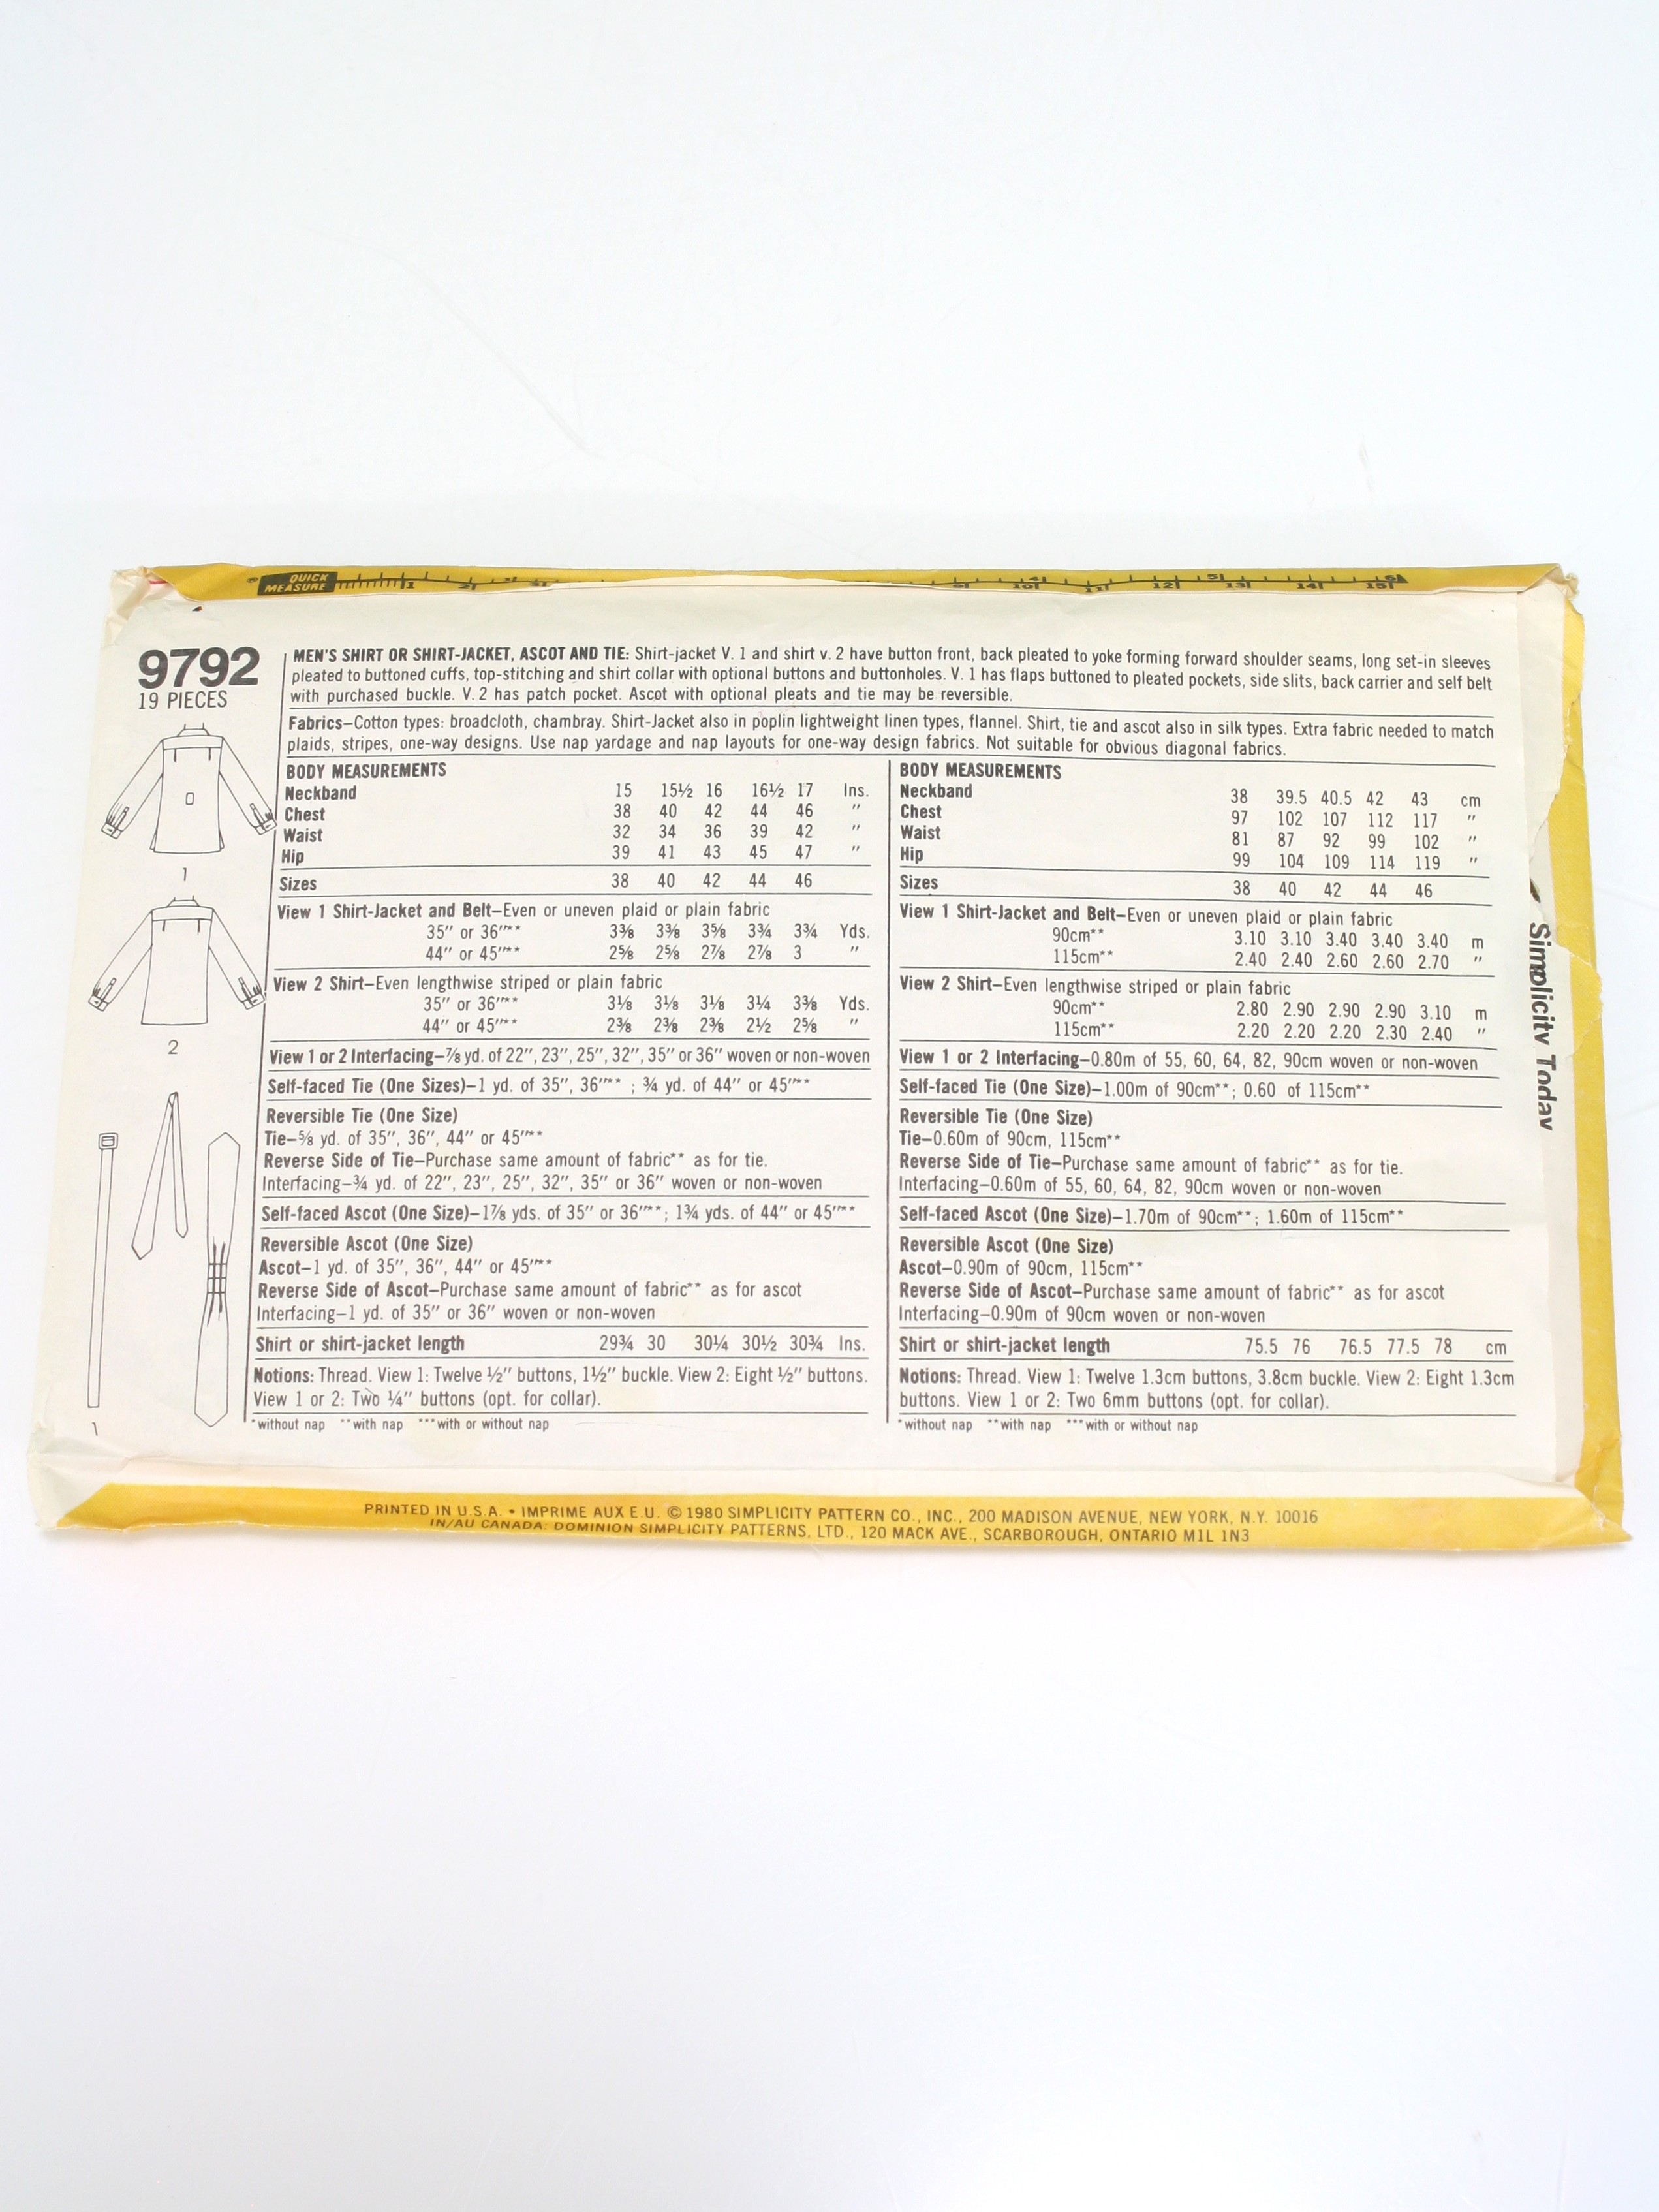 QUICK
MEASURE
1 2 9 10 11 12 13 14 15
9792
19 PIECES
MEN'S SHIRT OR SHIRT-JACKET, ASCOT AND TIE: Shirt-jacket V. 1 and shirt v. 2 have button front, back pleated to yoke forming forward shoulder seams, long set-in sleeves
pleated to buttoned cuffs, top-stitching and shirt collar with optional buttons and buttonholes. V. 1 has flaps buttoned to pleated pockets, side slits, back carrier and self belt
with purchased buckle. V. 2 has patch pocket. Ascot with optional pleats and tie may be reversible.
Fabrics–Cotton types: broadcloth, chambray. Shirt-Jacket also in poplin lightweight linen types, flannel. Shirt, tie and ascot also in silk types. Extra fabric needed to match
plaids, stripes, one-way designs. Use nap yardage and nap layouts for one-way design fabrics. Not suitable for obvious diagonal fabrics.
BODY MEASUREMENTS
Neckband 15 15½ 16 16½ 17 Ins.
Chest 38 40 42 44 46 "
Waist 32 34 36 39 42 "
Hip 39 41 43 45 47 "
Sizes 38 40 42 44 46
View 1 Shirt-Jacket and Belt–Even or uneven plaid or plain fabric
35" or 36"** 3⅜ 3⅜ 3⅝ 3¾ 3¾ Yds.
44" or 45"** 2⅝ 2⅝ 2⅞ 2⅞ 3 "
View 2 Shirt–Even lengthwise striped or plain fabric
35" or 36"** 3⅛ 3⅛ 3⅛ 3¼ 3⅜ Yds.
44" or 45"** 2⅜ 2⅜ 2⅜ 2½ 2⅝ "
View 1 or 2 Interfacing–⅞ yd. of 22", 23", 25", 32", 35" or 36" woven or non-woven
Self-faced Tie (One Sizes)–1 yd. of 35", 36"** ; ¾ yd. of 44" or 45"**
Reversible Tie (One Size)
Tie–⅝ yd. of 35", 36", 44" or 45"**
Reverse Side of Tie–Purchase same amount of fabric** as for tie.
Interfacing–¾ yd. of 22", 23", 25", 32", 35" or 36" woven or non-woven
Self-faced Ascot (One Size)–1⅞ yds. of 35" or 36"**; 1¾ yds. of 44" or 45"**
Reversible Ascot (One Size)
Ascot–1 yd. of 35", 36", 44" or 45"**
Reverse Side of Ascot–Purchase same amount of fabric** as for ascot
Interfacing–1 yd. of 35" or 36" woven or non-woven
Shirt or shirt-jacket length 29¾ 30 30¼ 30½ 30¾ Ins.
Notions: Thread. View 1: Twelve ½" buttons, 1½" buckle. View 2: Eight ½" buttons.
View 1 or 2: Two ¼" buttons (opt. for collar).
*without nap **with nap ***with or without nap
BODY MEASUREMENTS
Neckband 38 39.5 40.5 42 43 cm
Chest 97 102 107 112 117 "
Waist 81 87 92 99 102 "
Hip 99 104 109 114 119 "
Sizes 38 40 42 44 46
View 1 Shirt-Jacket and Belt–Even or uneven plaid or plain fabric
90cm** 3.10 3.10 3.40 3.40 3.40 m
115cm** 2.40 2.40 2.60 2.60 2.70 "
View 2 Shirt–Even lengthwise striped or plain fabric
90cm** 2.80 2.90 2.90 2.90 3.10 m
115cm** 2.20 2.20 2.20 2.30 2.40 "
View 1 or 2 Interfacing–0.80m of 55, 60, 64, 82, 90cm woven or non-woven
Self-faced Tie (One Size)–1.00m of 90cm**; 0.60 of 115cm**
Reversible Tie (One Size)
Tie–0.60m of 90cm, 115cm**
Reverse Side of Tie–Purchase same amount of fabric** as for tie.
Interfacing–0.60m of 55, 60, 64, 82, 90cm woven or non-woven
Self-faced Ascot (One Size)–1.70m of 90cm**; 1.60m of 115cm**
Reversible Ascot (One Size)
Ascot–0.90m of 90cm, 115cm**
Reverse Side of Ascot–Purchase same amount of fabric** as for ascot
Interfacing–0.90m of 90cm woven or non-woven
Shirt or shirt-jacket length 75.5 76 76.5 77.5 78 cm
Notions: Thread. View 1: Twelve 1.3cm buttons, 3.8cm buckle. View 2: Eight 1.3cm
buttons. View 1 or 2: Two 6mm buttons (opt. for collar).
*without nap **with nap ***with or without nap
1
2
1
Simplicity Today
PRINTED IN U.S.A. • IMPRIME AUX E.U. © 1980 SIMPLICITY PATTERN CO., INC., 200 MADISON AVENUE, NEW YORK, N.Y. 10016
IN/AU CANADA: DOMINION SIMPLICITY PATTERNS, LTD., 120 MACK AVE., SCARBOROUGH, ONTARIO M1L 1N3